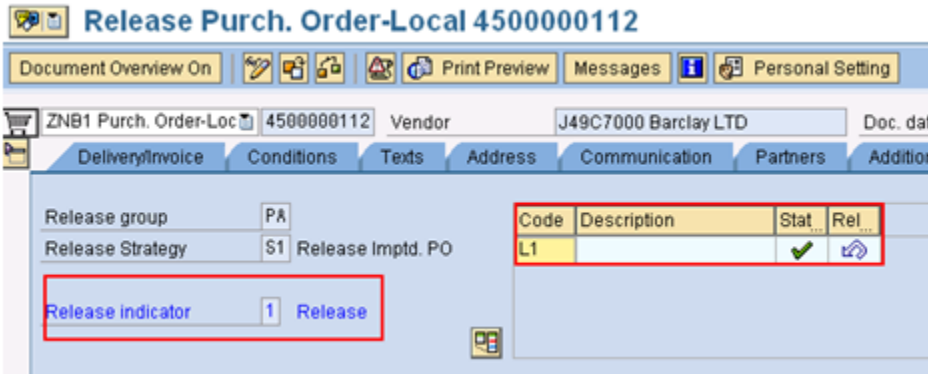 Release Purch. Order-Local 4500000112
Document Overview On Print Preview Messages Personal Setting
ZNB1 Purch. Order-Loc 4500000112 Vendor J49C7000 Barclay LTD Doc. dat
Delivery/Invoice Conditions Texts Address Communication Partners Addition
Release group PA
Code Description Stat... Rel...
Release Strategy S1 Release Imptd. PO
L1
Release indicator 1 Release